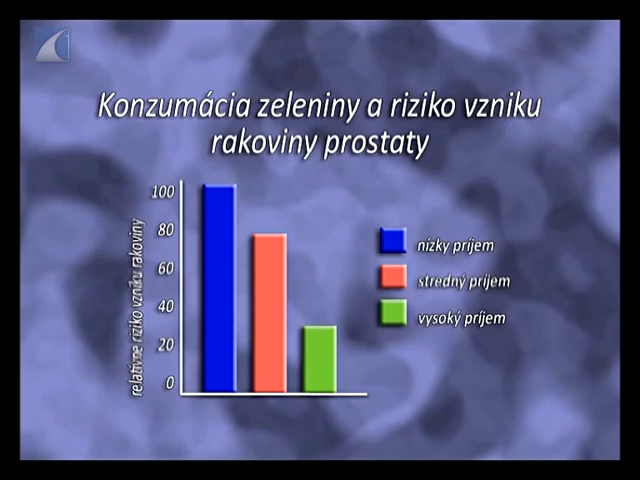 Konzumácia zeleniny a riziko vzniku
rakoviny prostaty
relatívne riziko vzniku rakoviny
100
80
60
40
20
0
nízky príjem
stredný príjem
vysoký príjem